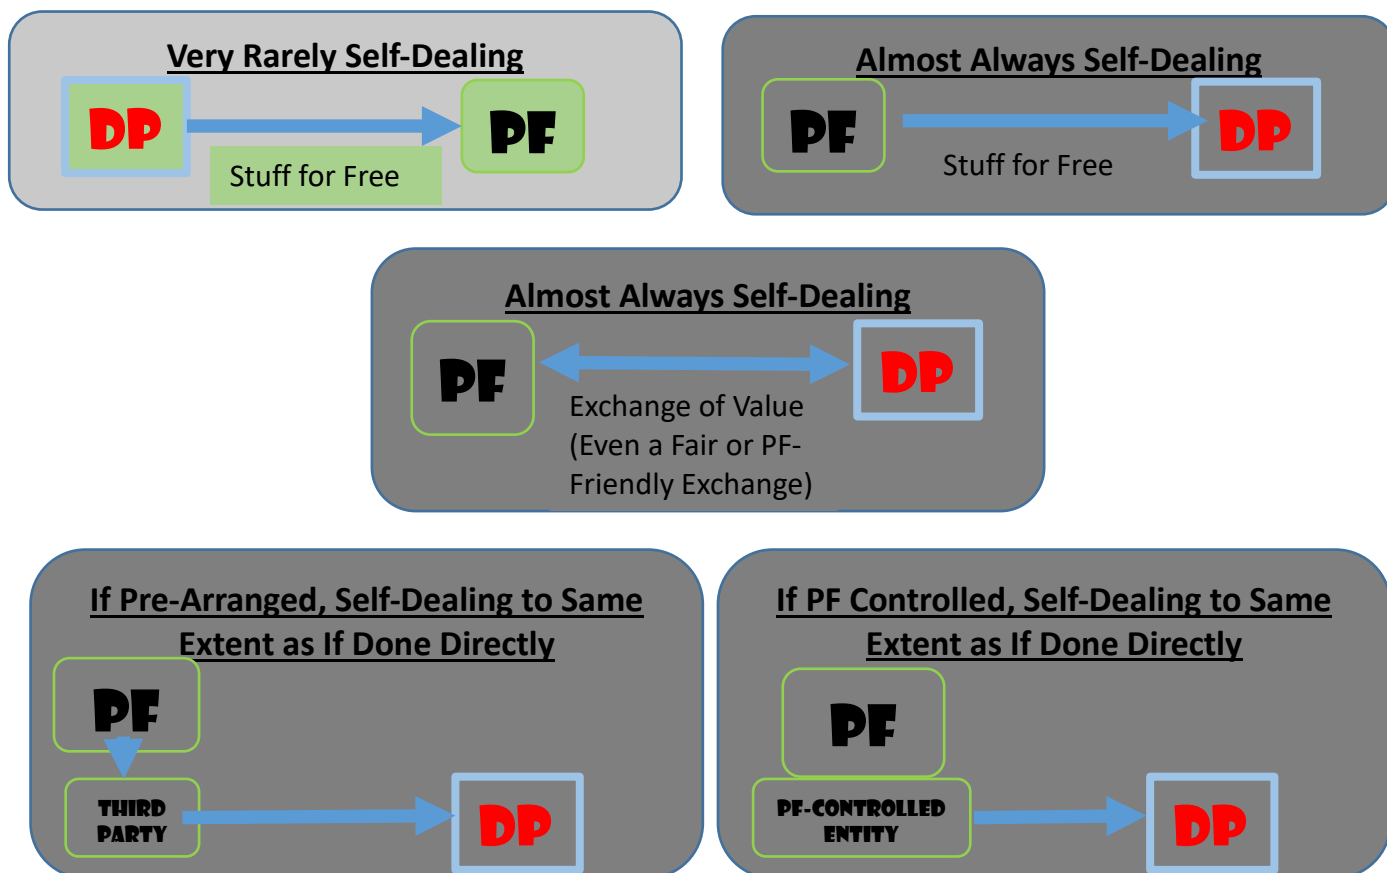 Very Rarely Self-Dealing
DP
PF
Stuff for Free
Almost Always Self-Dealing
PF
DP
Stuff for Free
Almost Always Self-Dealing
PF
DP
Exchange of Value
(Even a Fair or PF-
Friendly Exchange)
If Pre-Arranged, Self-Dealing to Same
Extent as If Done Directly
PF
THIRD
PARTY
DP
If PF Controlled, Self-Dealing to Same
Extent as If Done Directly
PF
PF-CONTROLLED
ENTITY
DP